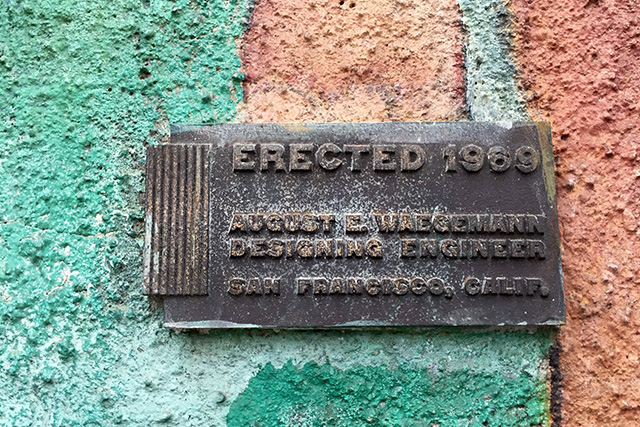 ERECTED 1969
AUGUST E. WAEGEMANN
DESIGNING ENGINEER
SAN FRANCISCO, CALIF.